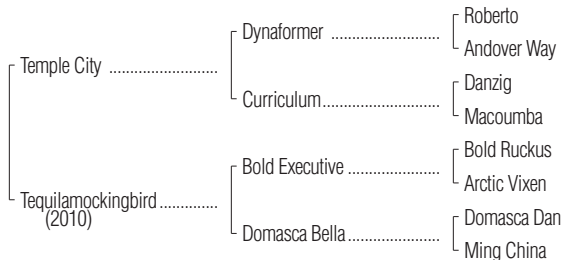 Roberto
Dynaformer ....................
Andover Way
Temple City ....................
Danzig
Curriculum......................
Macoumba
Bold Ruckus
Bold Executive .................
Arctic Vixen
Tequilamockingbird ...........
(2010)
Domasca Dan
Domasca Bella .................
Ming China